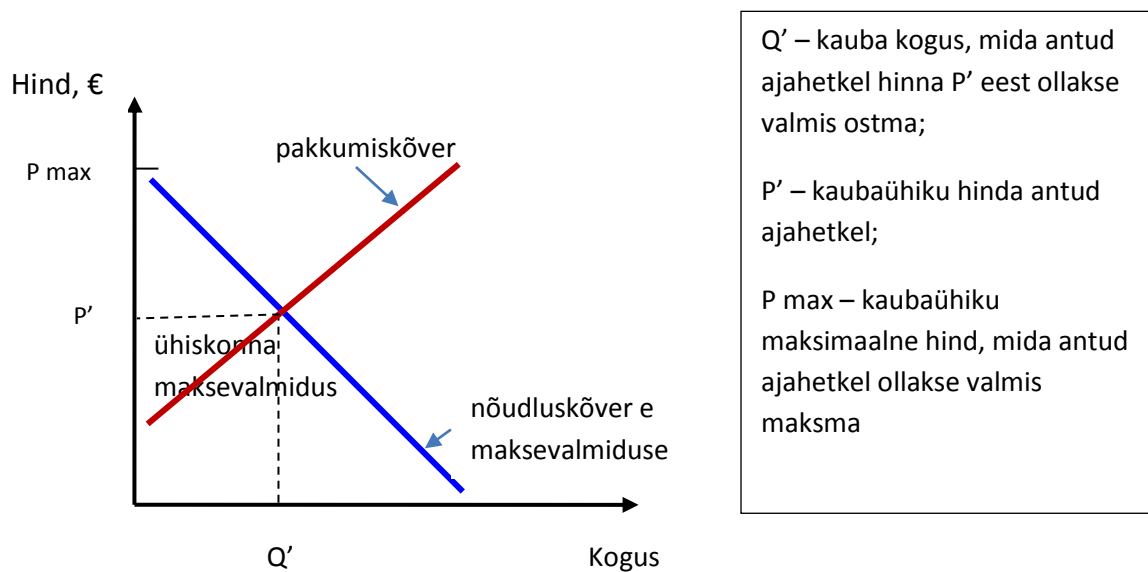 Hind, €
P max
pakkumiskõver
P’
ühiskonna
maksevalmidus
nõudluskõver e
maksevalmiduse
Q’
Kogus
Q’ – kauba kogus, mida antud
ajahetkel hinna P’ eest ollakse
valmis ostma;
P’ – kaubaühiku hinda antud
ajahetkel;
P max – kaubaühiku
maksimaalne hind, mida antud
ajahetkel ollakse valmis
maksma